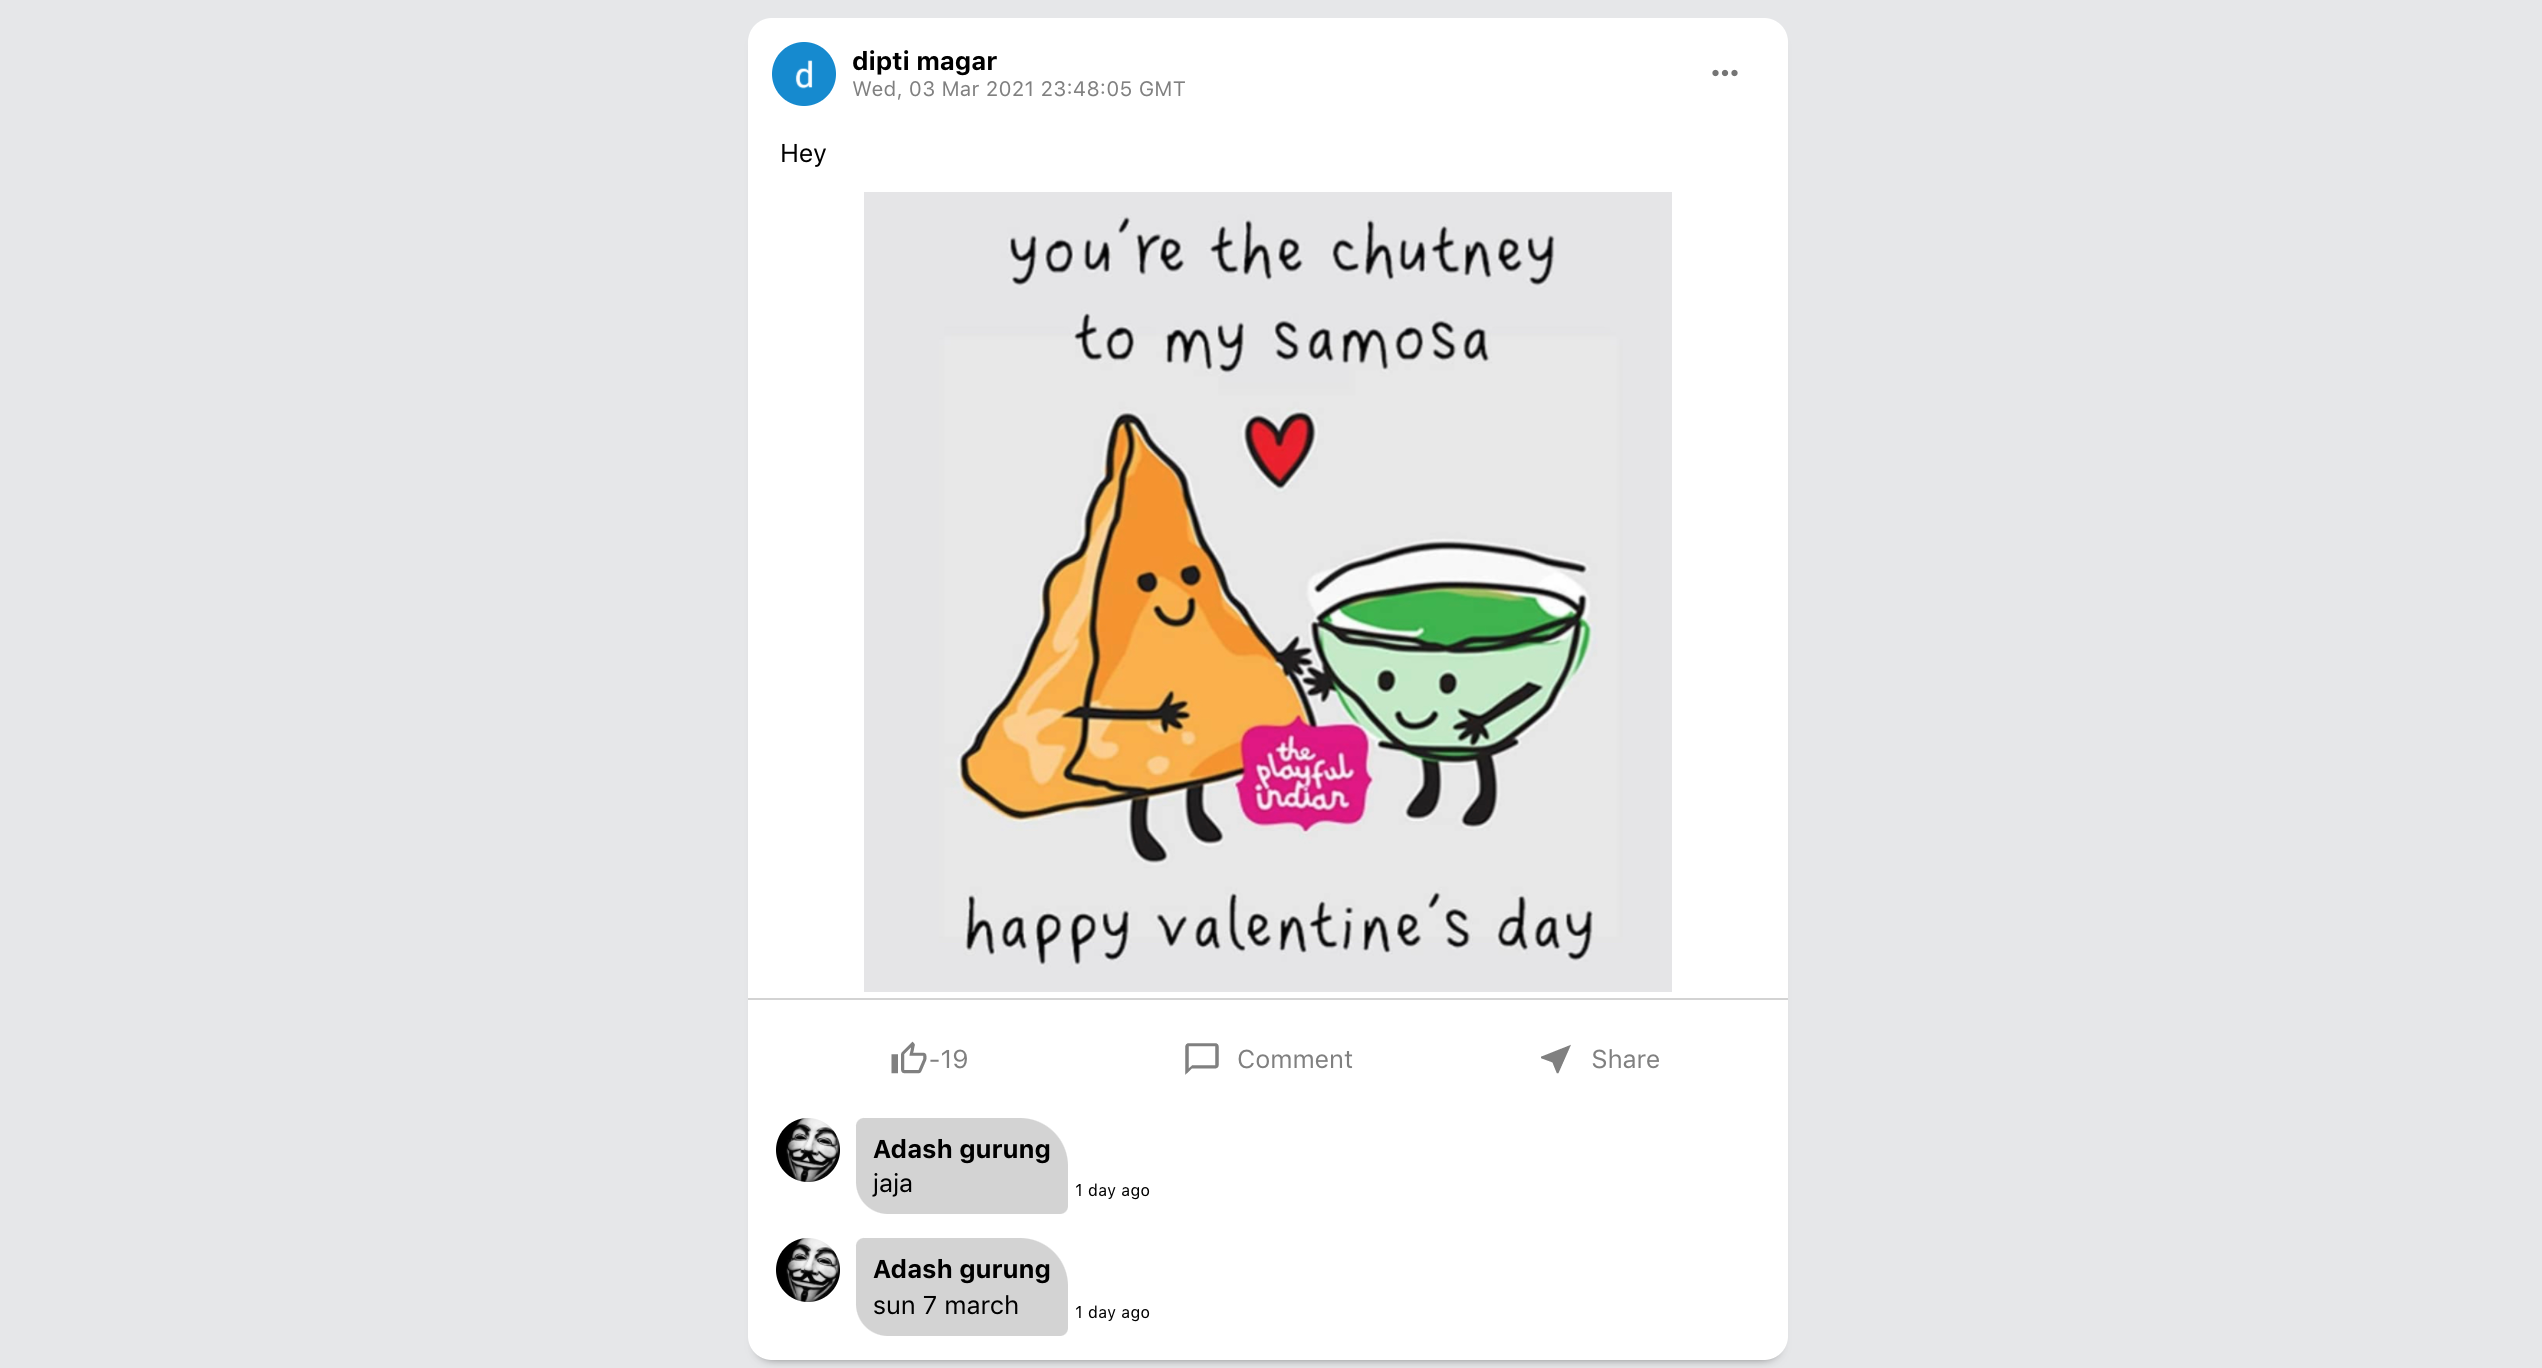 d
dipti magar
Wed, 03 Mar 2021 23:48:05 GMT
Hey
you're the chutney
to my samosa
the
playful
indian
happy valentine's day
-19
Comment
Share
Adash gurung
jaja
1 day ago
Adash gurung
sun 7 march
1 day ago